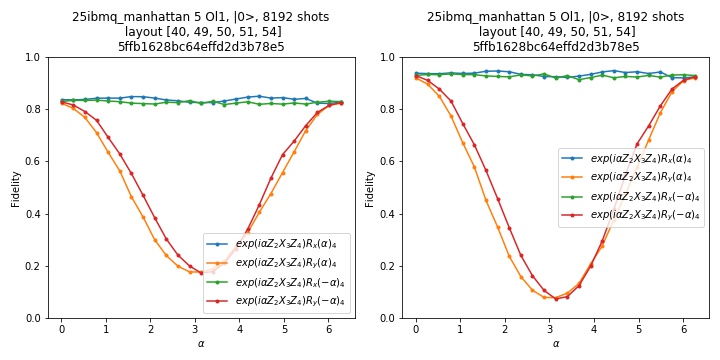 25ibmq_manhattan 5 Ol1, |0>, 8192 shots
layout [40, 49, 50, 51, 54]
5ffb1628bc64effd2d3b78e5
1.0
0.8
0.6
0.4
0.2
0.0
Fidelity
0 1 2 3 4 5 6
α
exp(iαZ₂X₃Z₄)Rₓ(α)₄
exp(iαZ₂X₃Z₄)Rᵧ(α)₄
exp(iαZ₂X₃Z₄)Rₓ(−α)₄
exp(iαZ₂X₃Z₄)Rᵧ(−α)₄
25ibmq_manhattan 5 Ol1, |0>, 8192 shots
layout [40, 49, 50, 51, 54]
5ffb1628bc64effd2d3b78e5
1.0
0.8
0.6
0.4
0.2
0.0
Fidelity
0 1 2 3 4 5 6
α
exp(iαZ₂X₃Z₄)Rₓ(α)₄
exp(iαZ₂X₃Z₄)Rᵧ(α)₄
exp(iαZ₂X₃Z₄)Rₓ(−α)₄
exp(iαZ₂X₃Z₄)Rᵧ(−α)₄